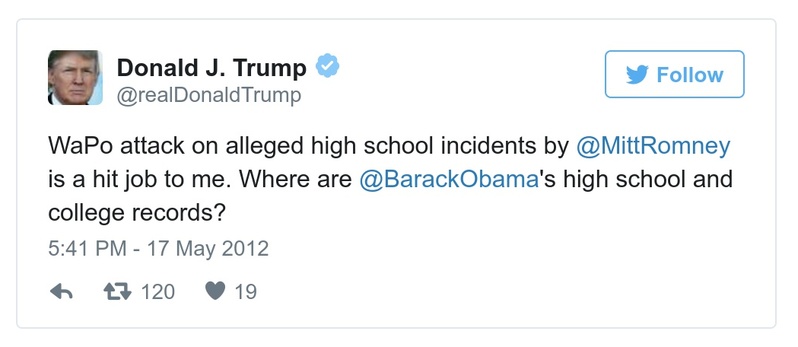 Donald J. Trump
@realDonaldTrump
Follow
WaPo attack on alleged high school incidents by @MittRomney
is a hit job to me. Where are @BarackObama's high school and
college records?
5:41 PM - 17 May 2012
120 19